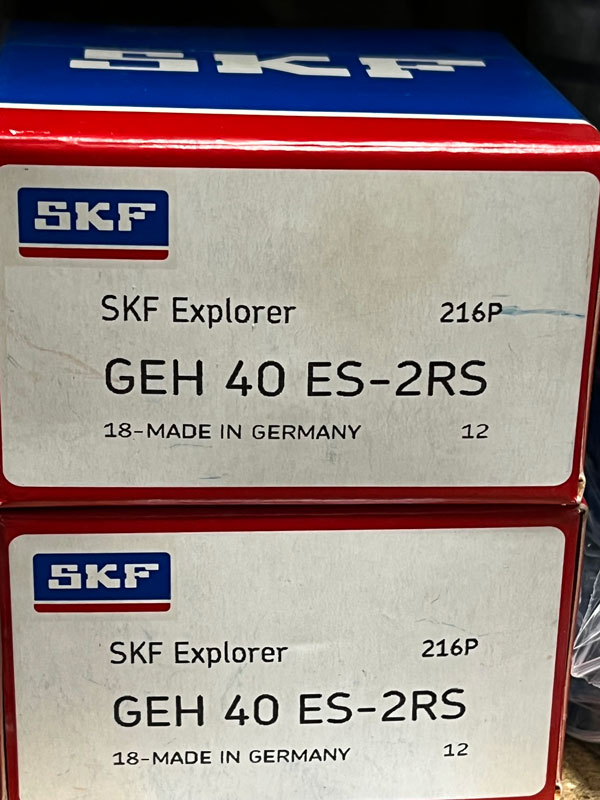 SKF
SKF
SKF Explorer 216P
GEH 40 ES-2RS
18-MADE IN GERMANY 12
SKF
SKF Explorer 216P
GEH 40 ES-2RS
18-MADE IN GERMANY 12